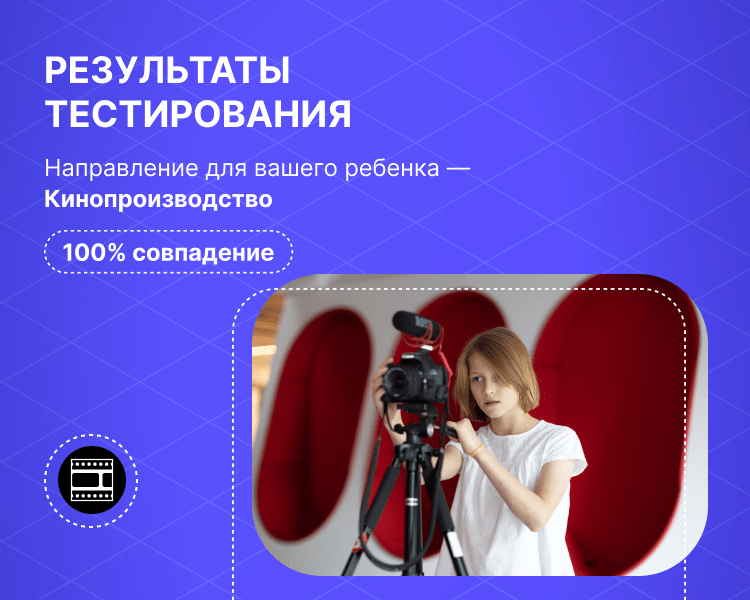 РЕЗУЛЬТАТЫ
ТЕСТИРОВАНИЯ
Направление для вашего ребенка —
Кинопроизводство
100% совпадение